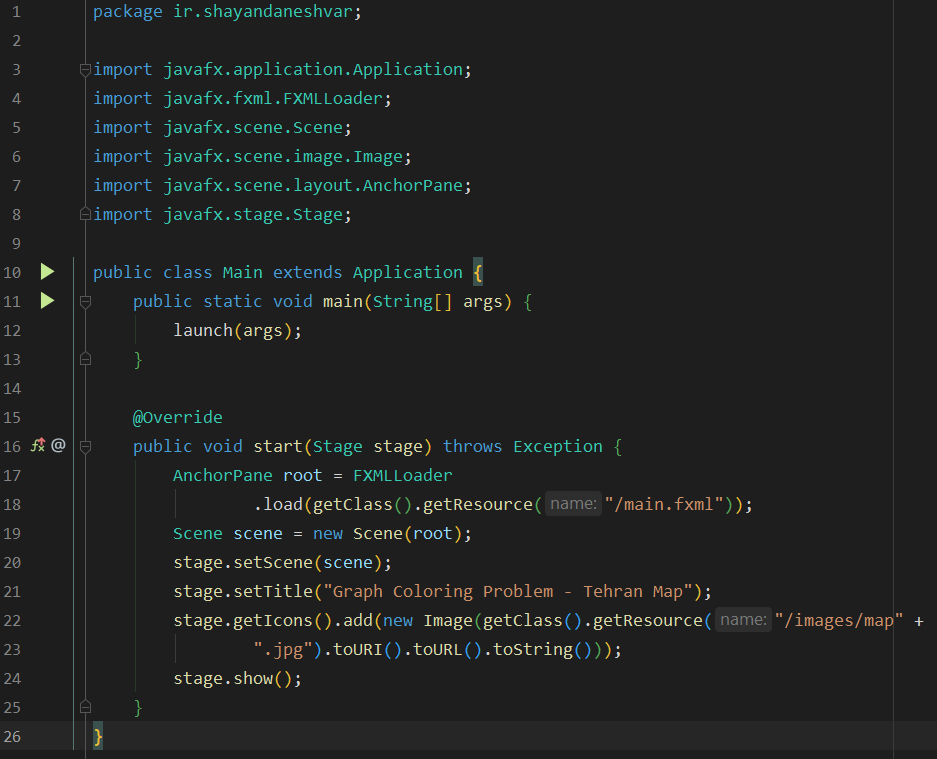 1 package ir.shayandaneshvar;
2
3 import javafx.application.Application;
4 import javafx.fxml.FXMLLoader;
5 import javafx.scene.Scene;
6 import javafx.scene.image.Image;
7 import javafx.scene.layout.AnchorPane;
8 import javafx.stage.Stage;
9
10 public class Main extends Application {
11     public static void main(String[] args) {
12         launch(args);
13     }
14
15     @Override
16 @    public void start(Stage stage) throws Exception {
17         AnchorPane root = FXMLLoader
18                 .load(getClass().getResource( name: "/main.fxml"));
19         Scene scene = new Scene(root);
20         stage.setScene(scene);
21         stage.setTitle("Graph Coloring Problem - Tehran Map");
22         stage.getIcons().add(new Image(getClass().getResource( name: "/images/map" +
23                 ".jpg").toURI().toURL().toString()));
24         stage.show();
25     }
26 }